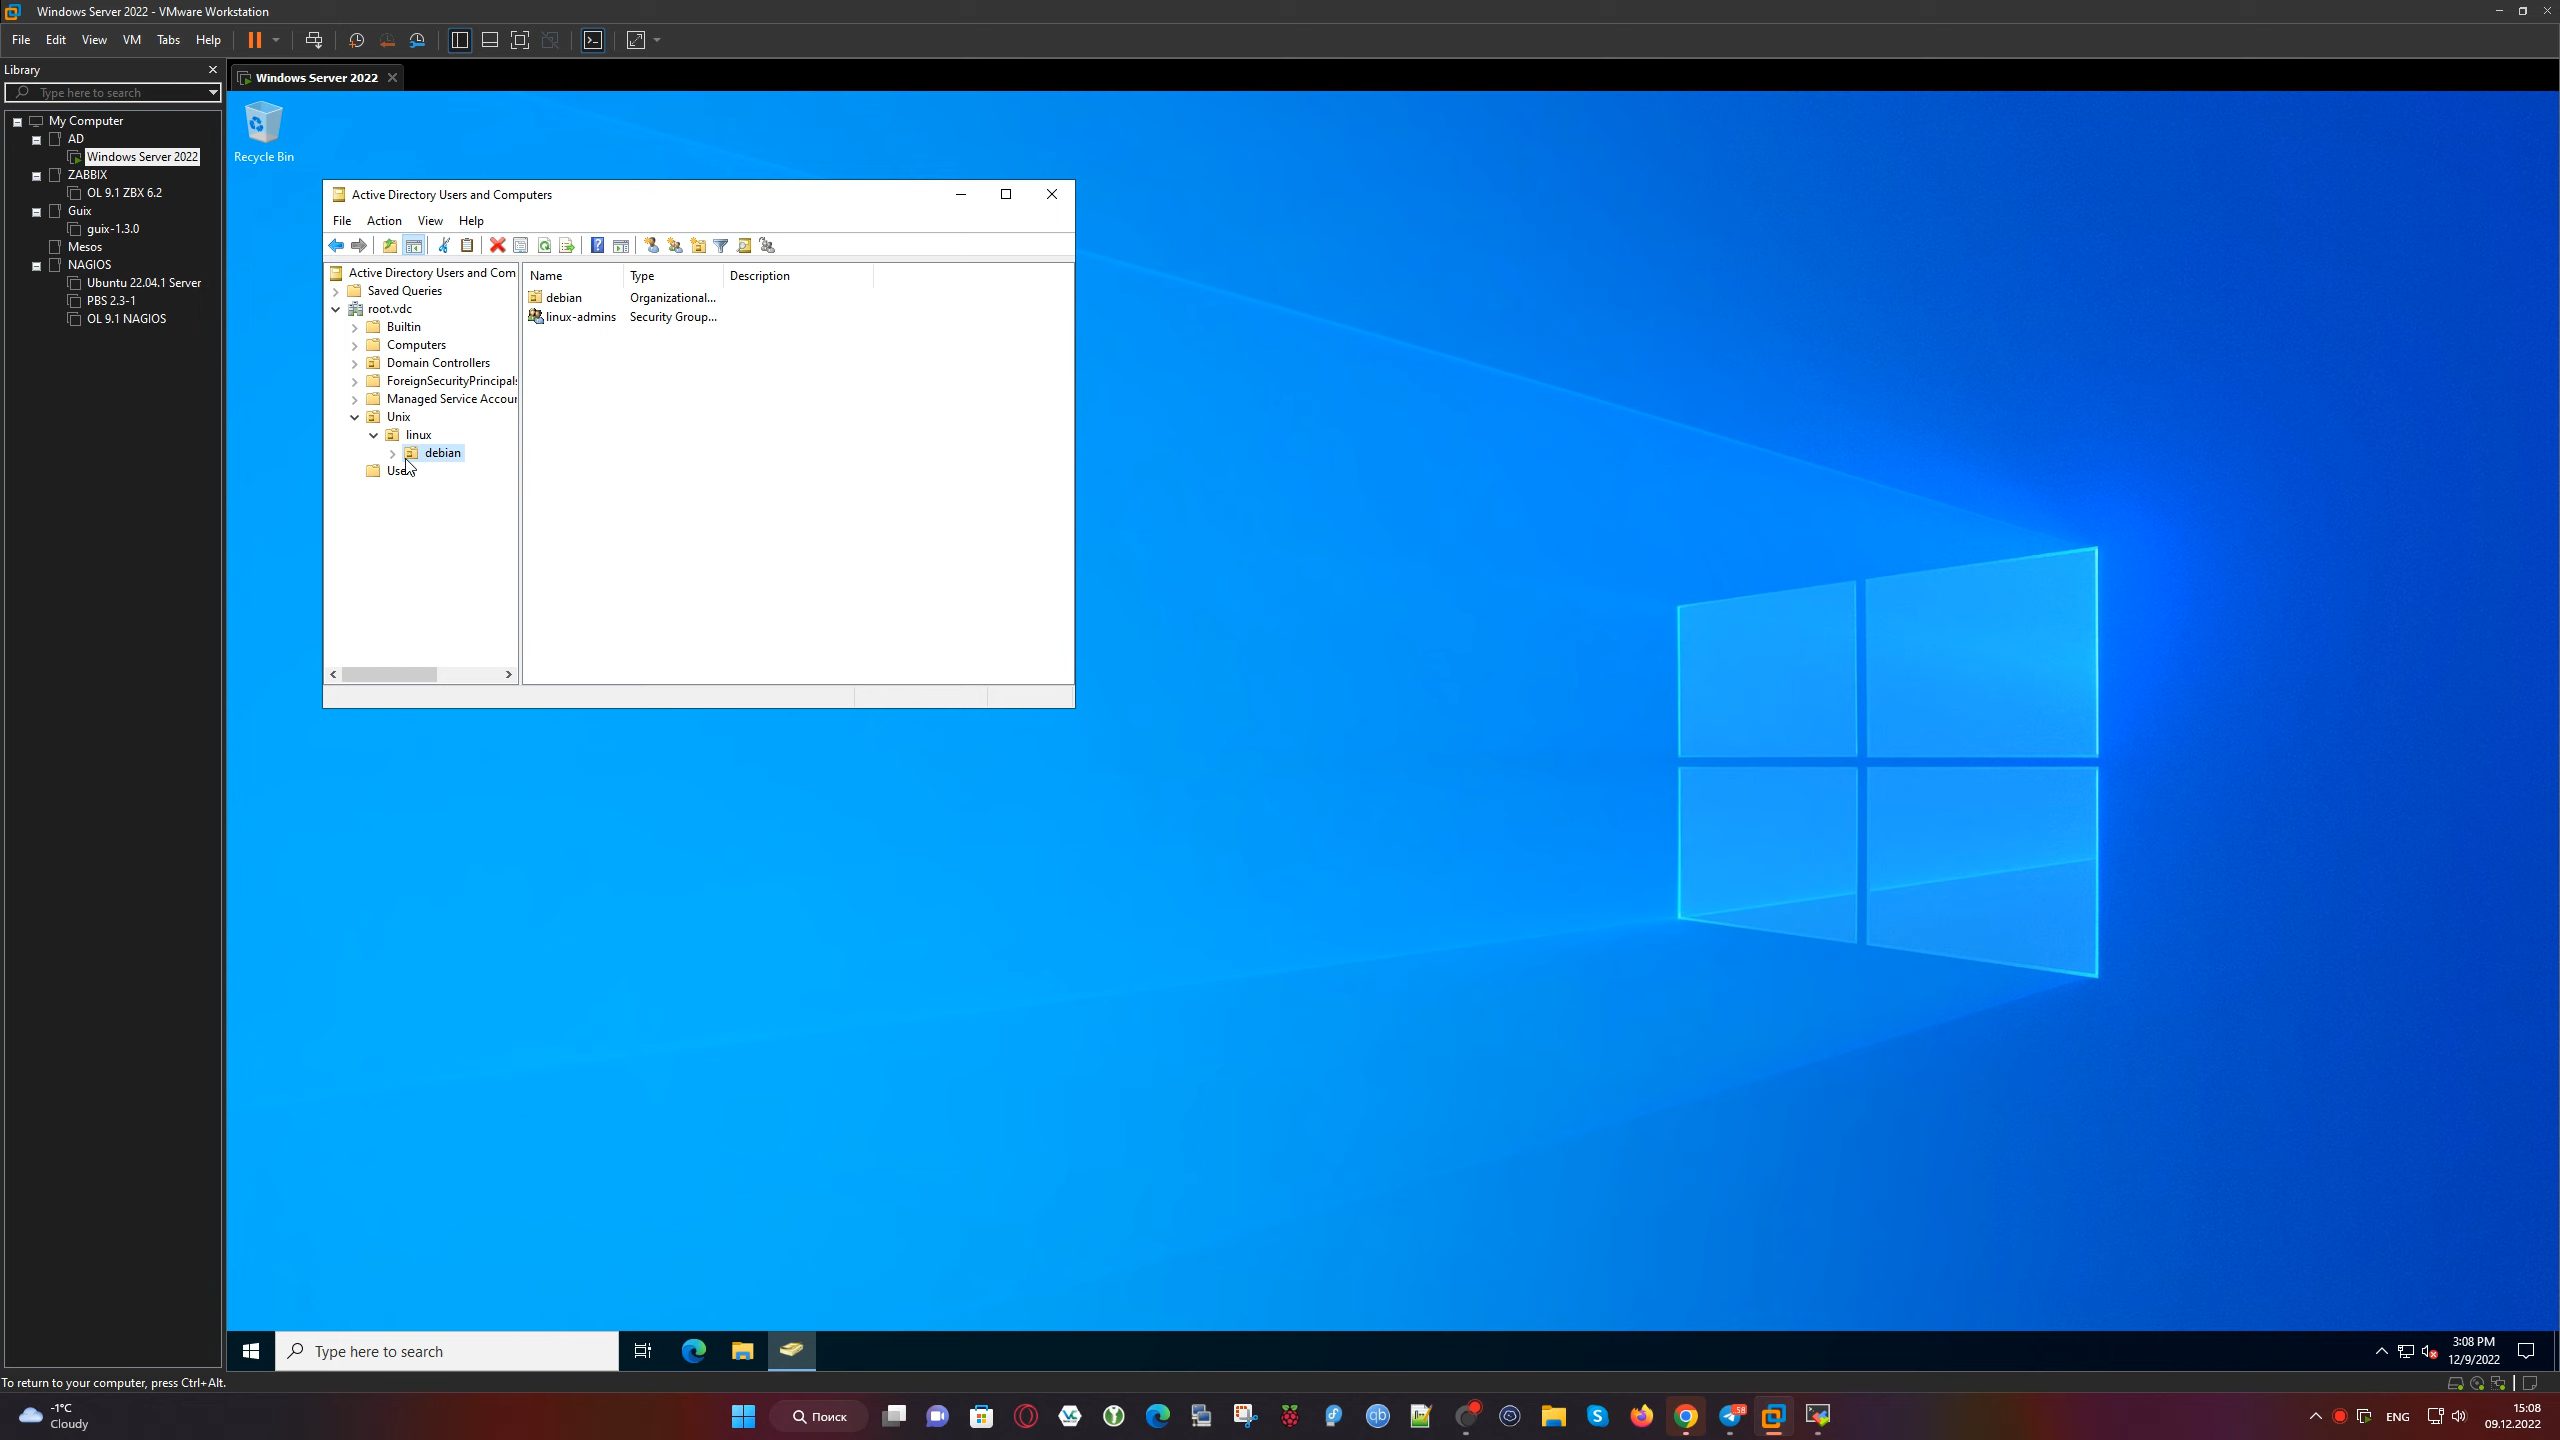 Windows Server 2022 - VMware Workstation
File Edit View VM Tabs Help
Library
Type here to search
My Computer
AD
Windows Server 2022
ZABBIX
OL 9.1 ZBX 6.2
Guix
guix-1.3.0
Mesos
NAGIOS
Ubuntu 22.04.1 Server
PBS 2.3-1
OL 9.1 NAGIOS
Windows Server 2022
Recycle Bin
Active Directory Users and Computers
File Action View Help
Active Directory Users and Com
Saved Queries
root.vdc
Builtin
Computers
Domain Controllers
ForeignSecurityPrincipals
Managed Service Accour
Unix
linux
debian
Use
Name Type Description
debian Organizational...
linux-admins Security Group...
Type here to search
3:08 PM
12/9/2022
To return to your computer, press Ctrl+Alt.
-1°C
Cloudy
Поиск
qb
58
ENG
15:08
09.12.2022